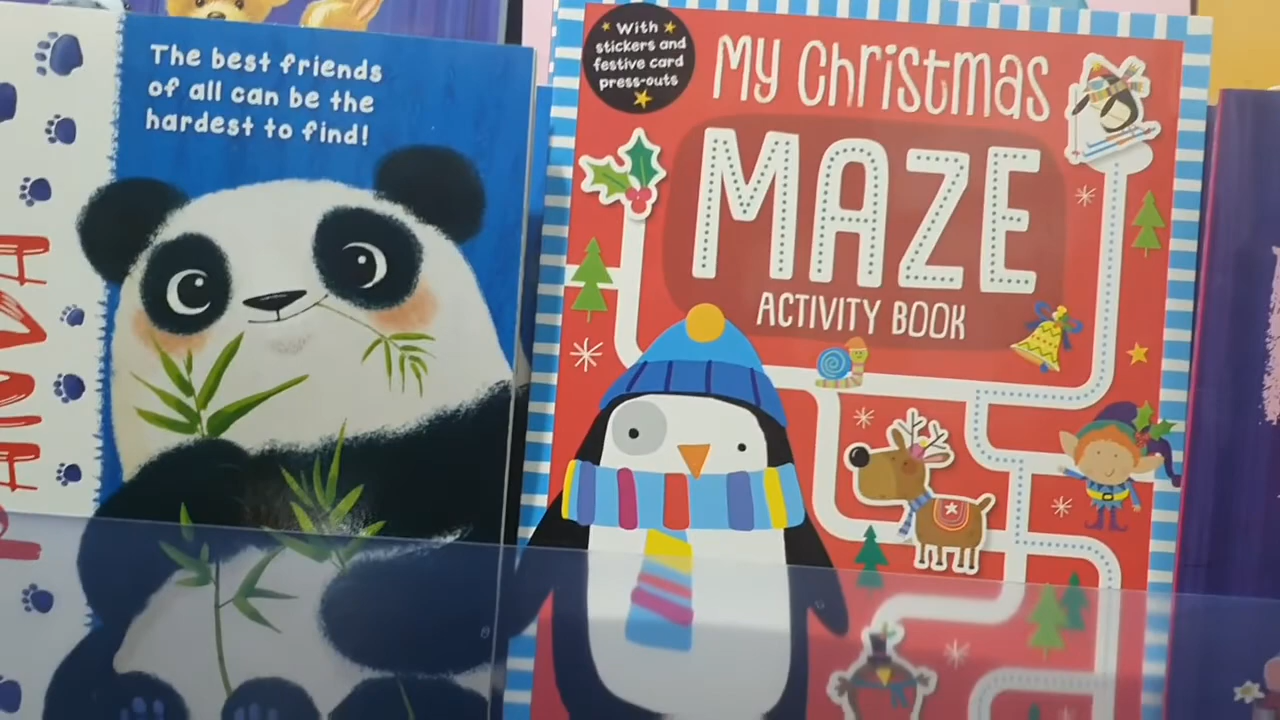 The best friends
of all can be the
hardest to find!
With
stickers and
festive card
press-outs
My Christmas
MAZE
ACTIVITY BOOK